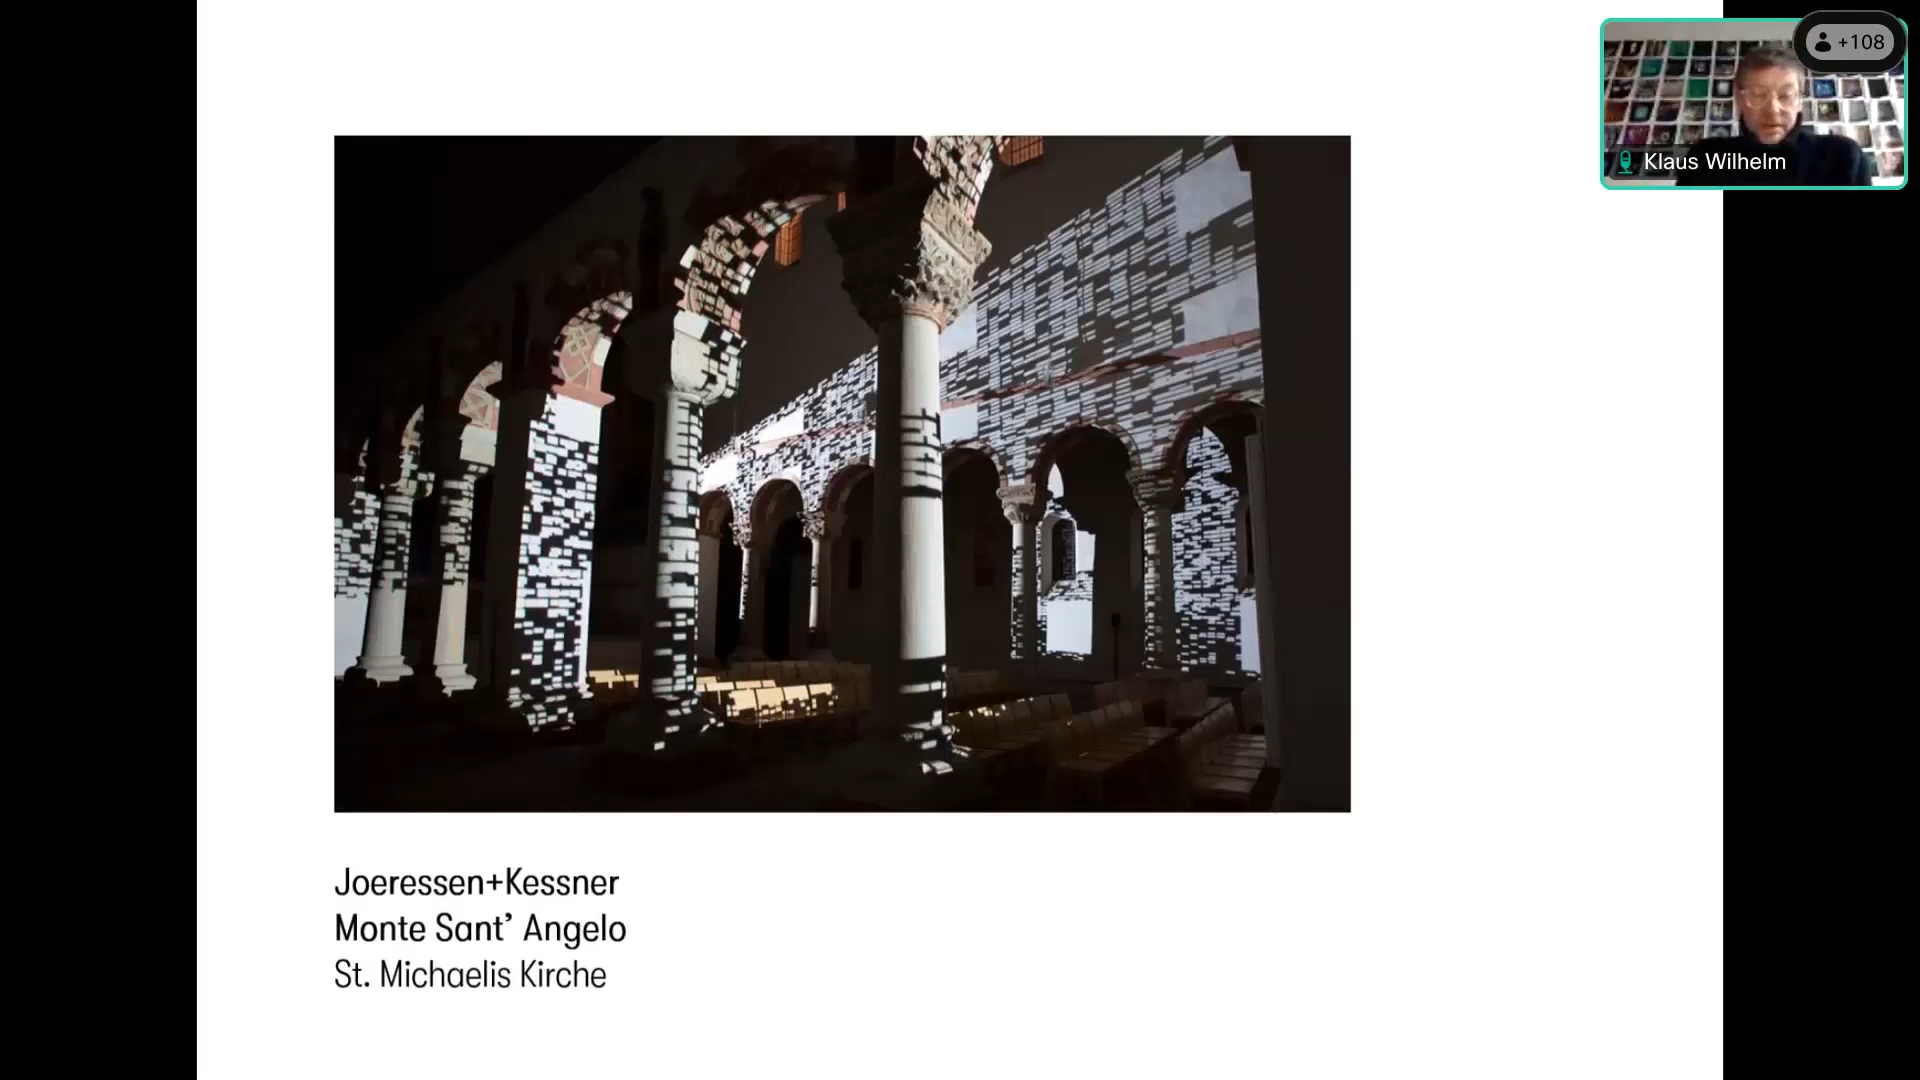 +108
Klaus Wilhelm
Joeressen+Kessner
Monte Sant’ Angelo
St. Michaelis Kirche